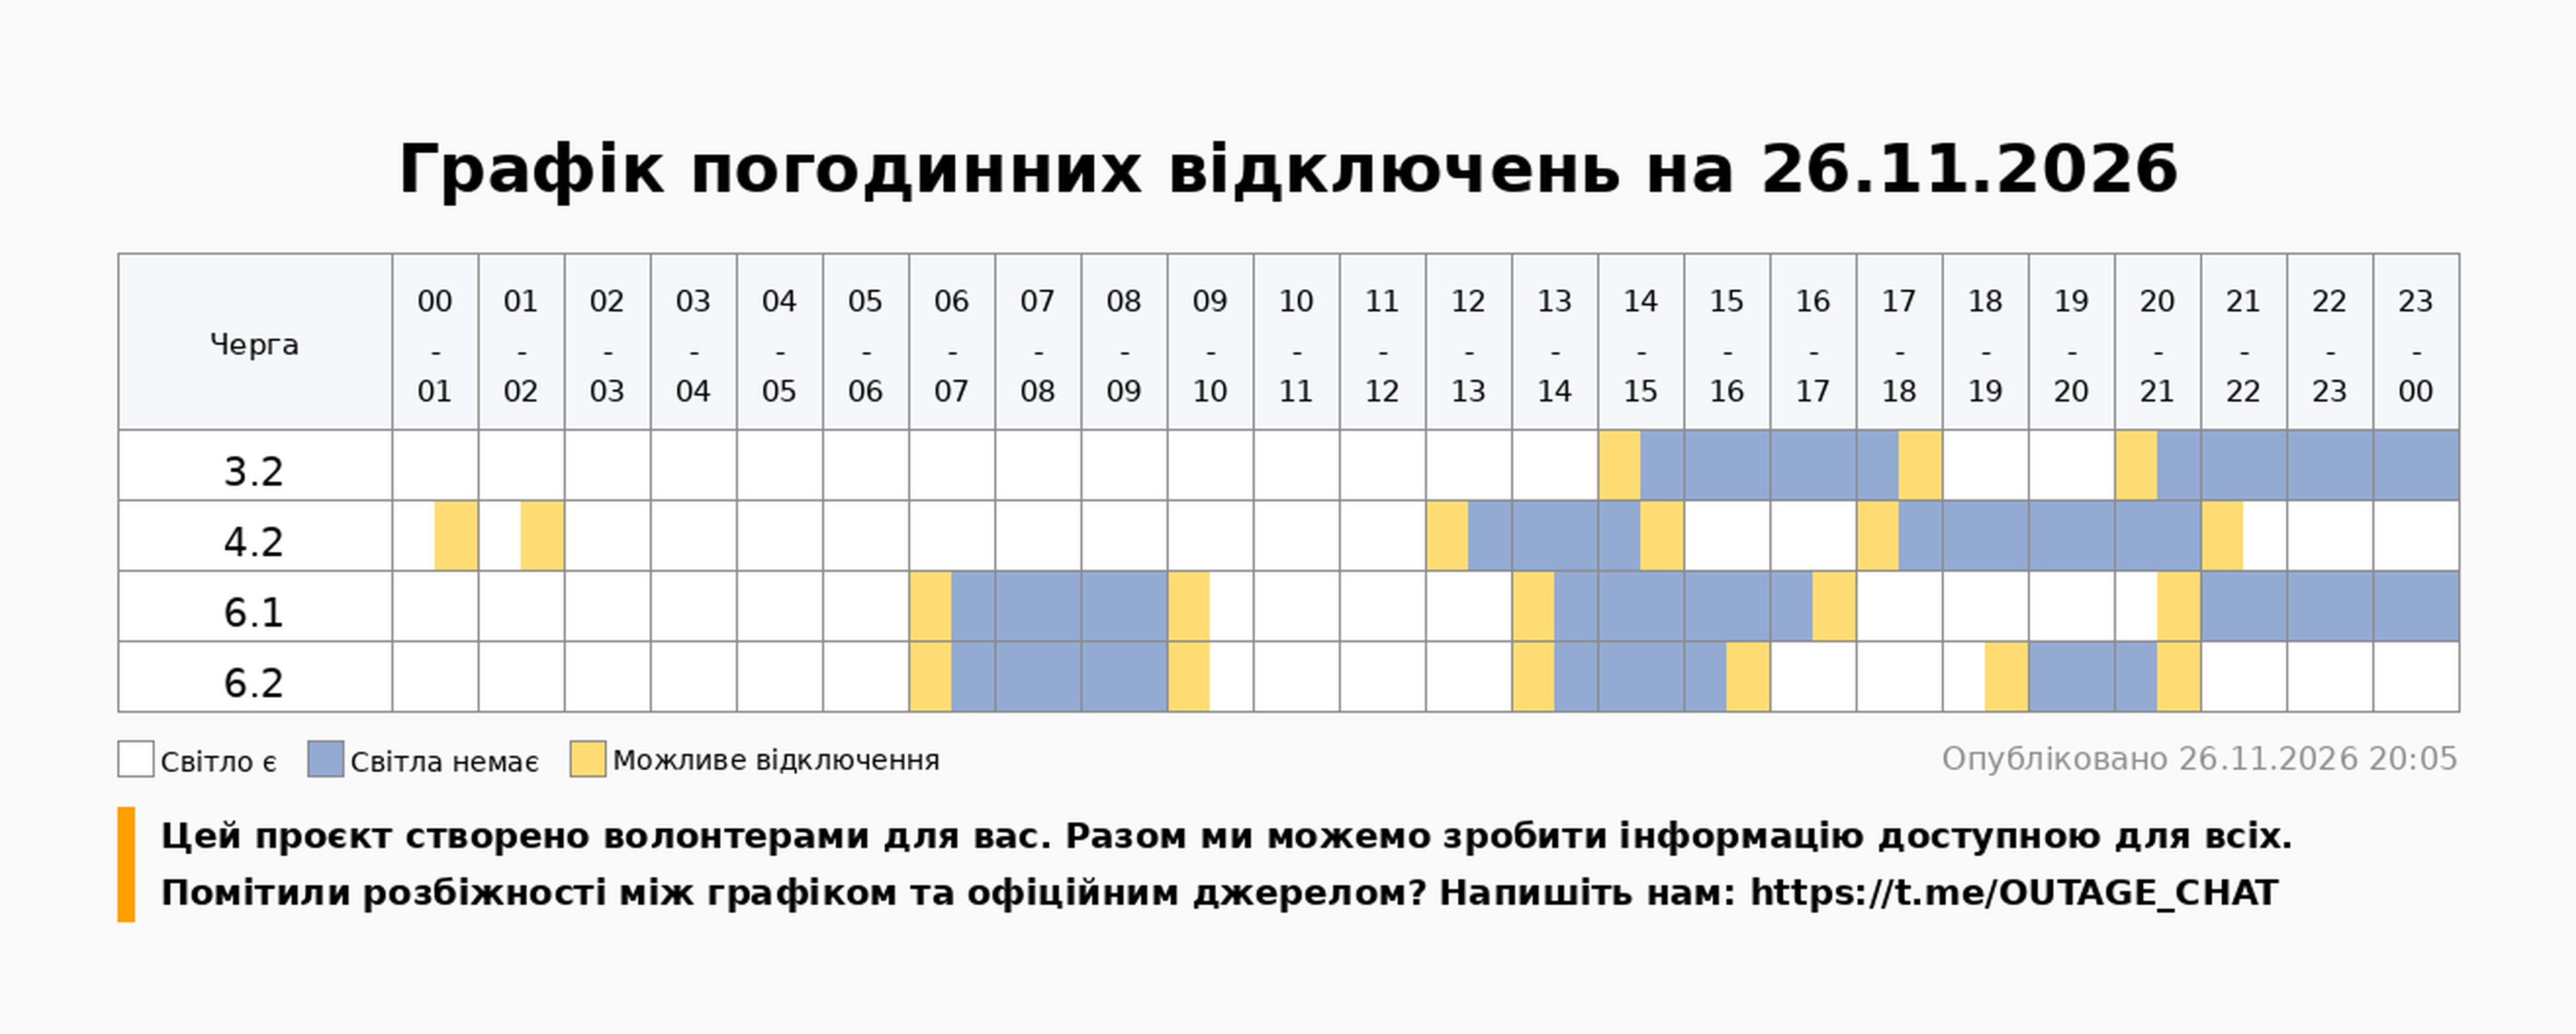 Графік погодинних відключень на 26.11.2026
Черга 00 - 01 01 - 02 02 - 03 03 - 04 04 - 05 05 - 06 06 - 07 07 - 08 08 - 09 09 - 10 10 - 11 11 - 12 12 - 13 13 - 14 14 - 15 15 - 16 16 - 17 17 - 18 18 - 19 19 - 20 20 - 21 21 - 22 22 - 23 23 - 00
3.2
4.2
6.1
6.2
Світло є Світла немає Можливе відключення Опубліковано 26.11.2026 20:05
Цей проєкт створено волонтерами для вас. Разом ми можемо зробити інформацію доступною для всіх.
Помітили розбіжності між графіком та офіційним джерелом? Напишіть нам: https://t.me/OUTAGE_CHAT